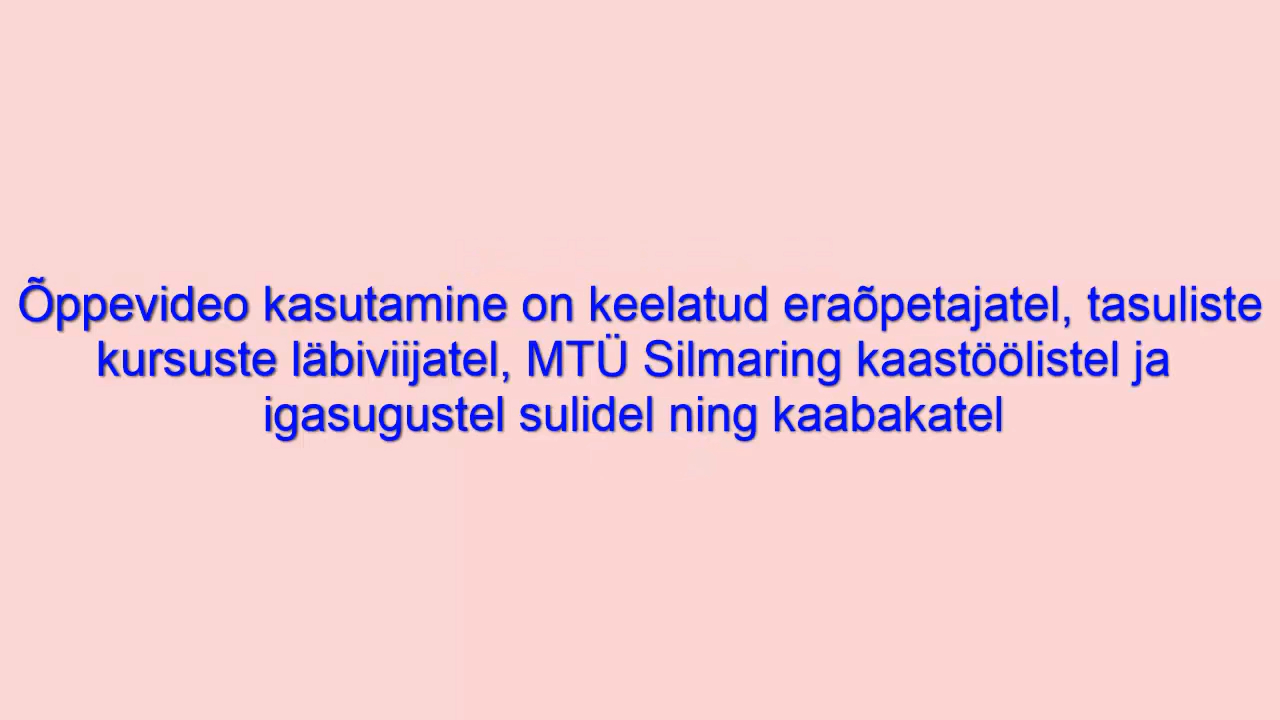 Õppevideo kasutamine on keelatud eraõpetajatel, tasuliste
kursuste läbiviijatel, MTÜ Silmaring kaastöölistel ja
igasugustel sulidel ning kaabakatel